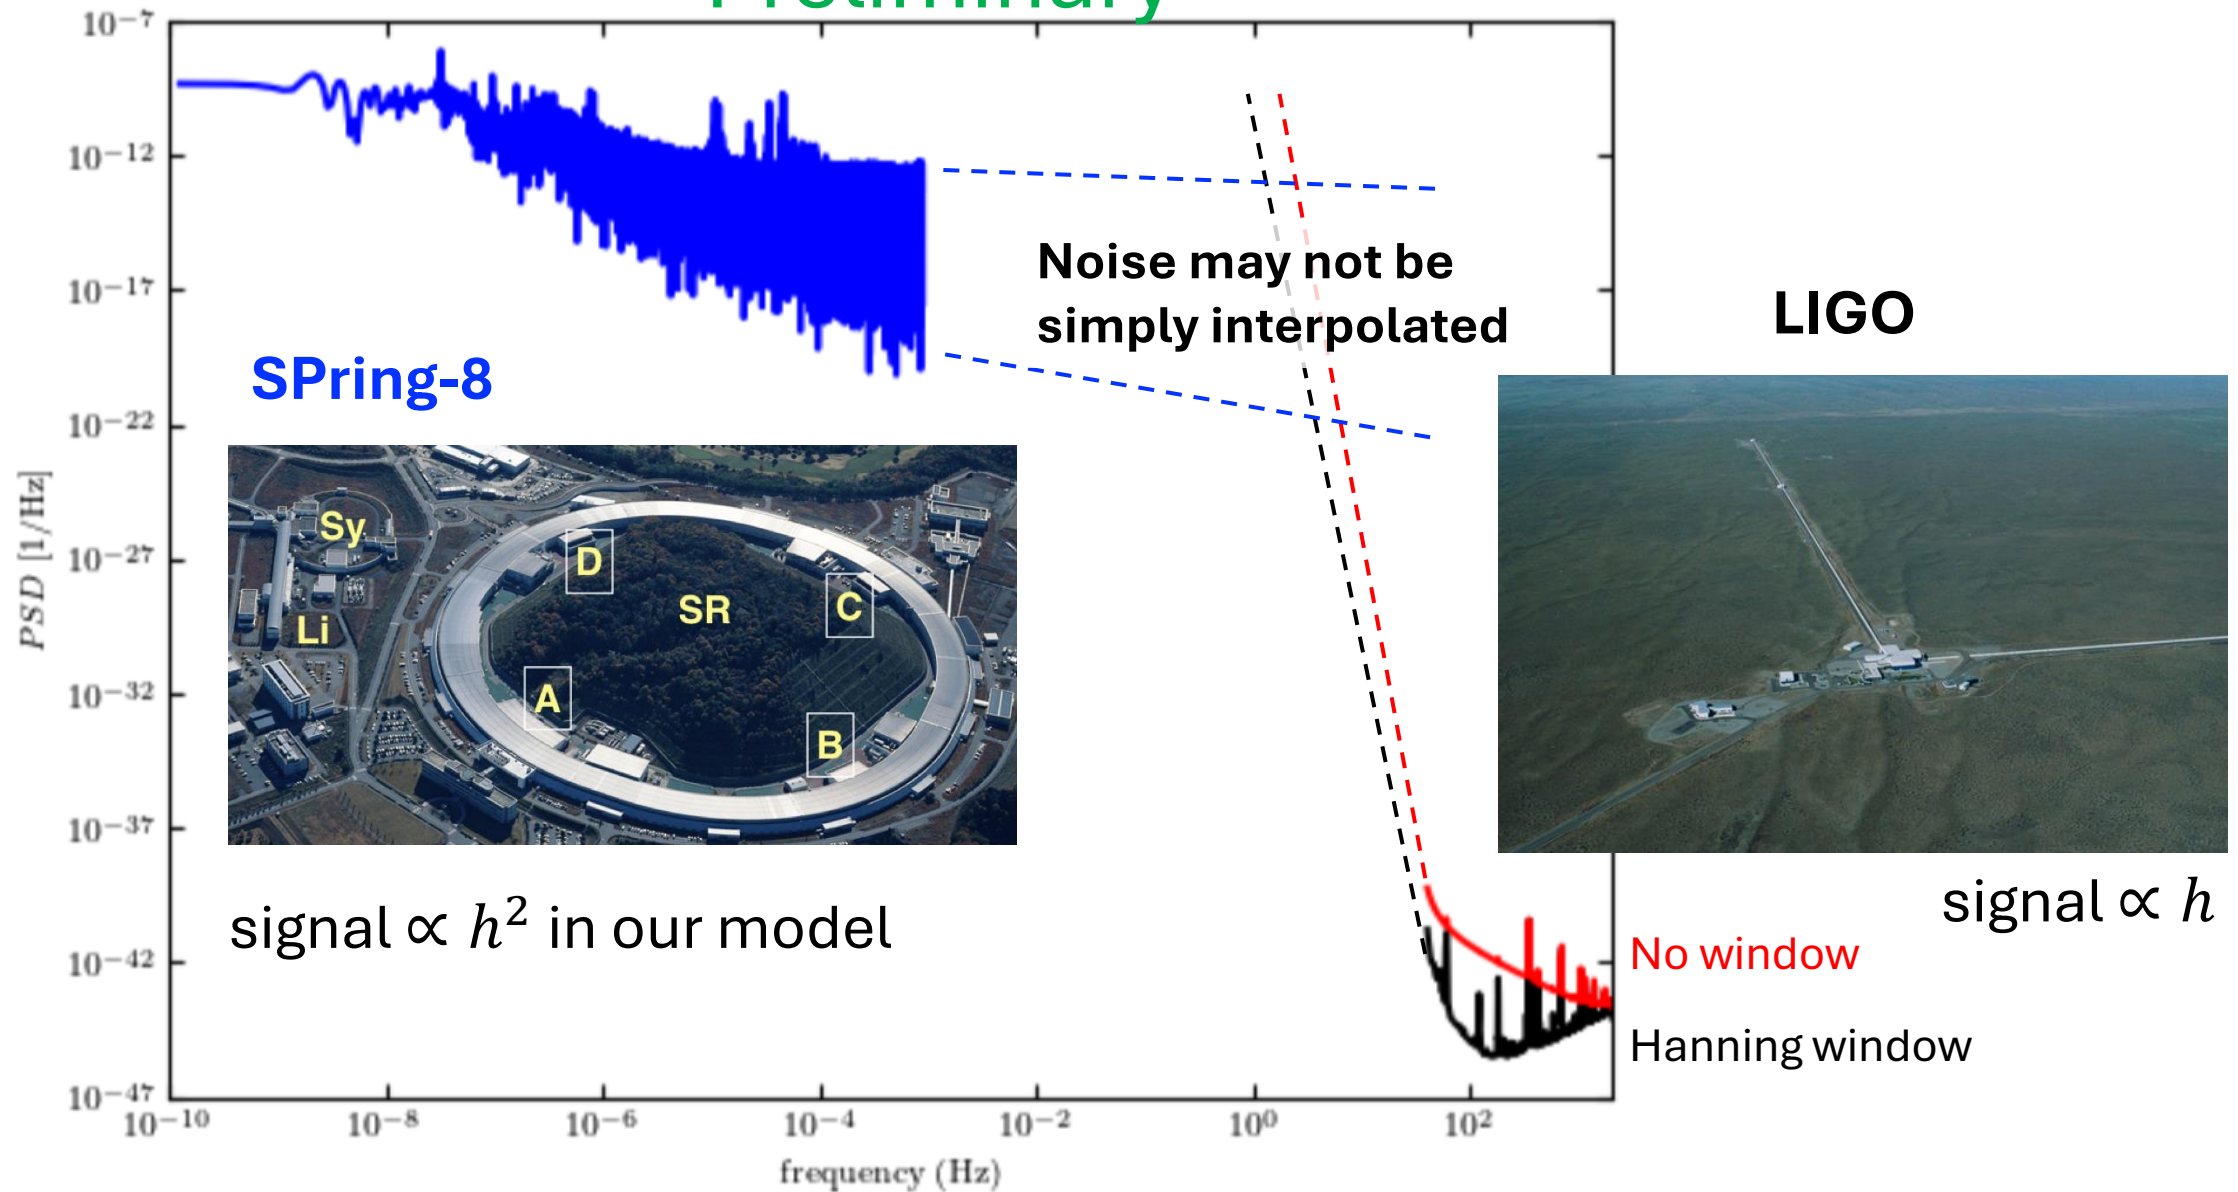 Preliminary
10−7
10−12
10−17
10−22
10−27
10−32
10−37
10−42
10−47
PSD [1/Hz]
SPring-8
Sy
Li
D
SR
C
A
B
signal ∝ h² in our model
Noise may not be
simply interpolated
LIGO
signal ∝ h
No window
Hanning window
10−10
10−8
10−6
10−4
10−2
100
102
frequency (Hz)